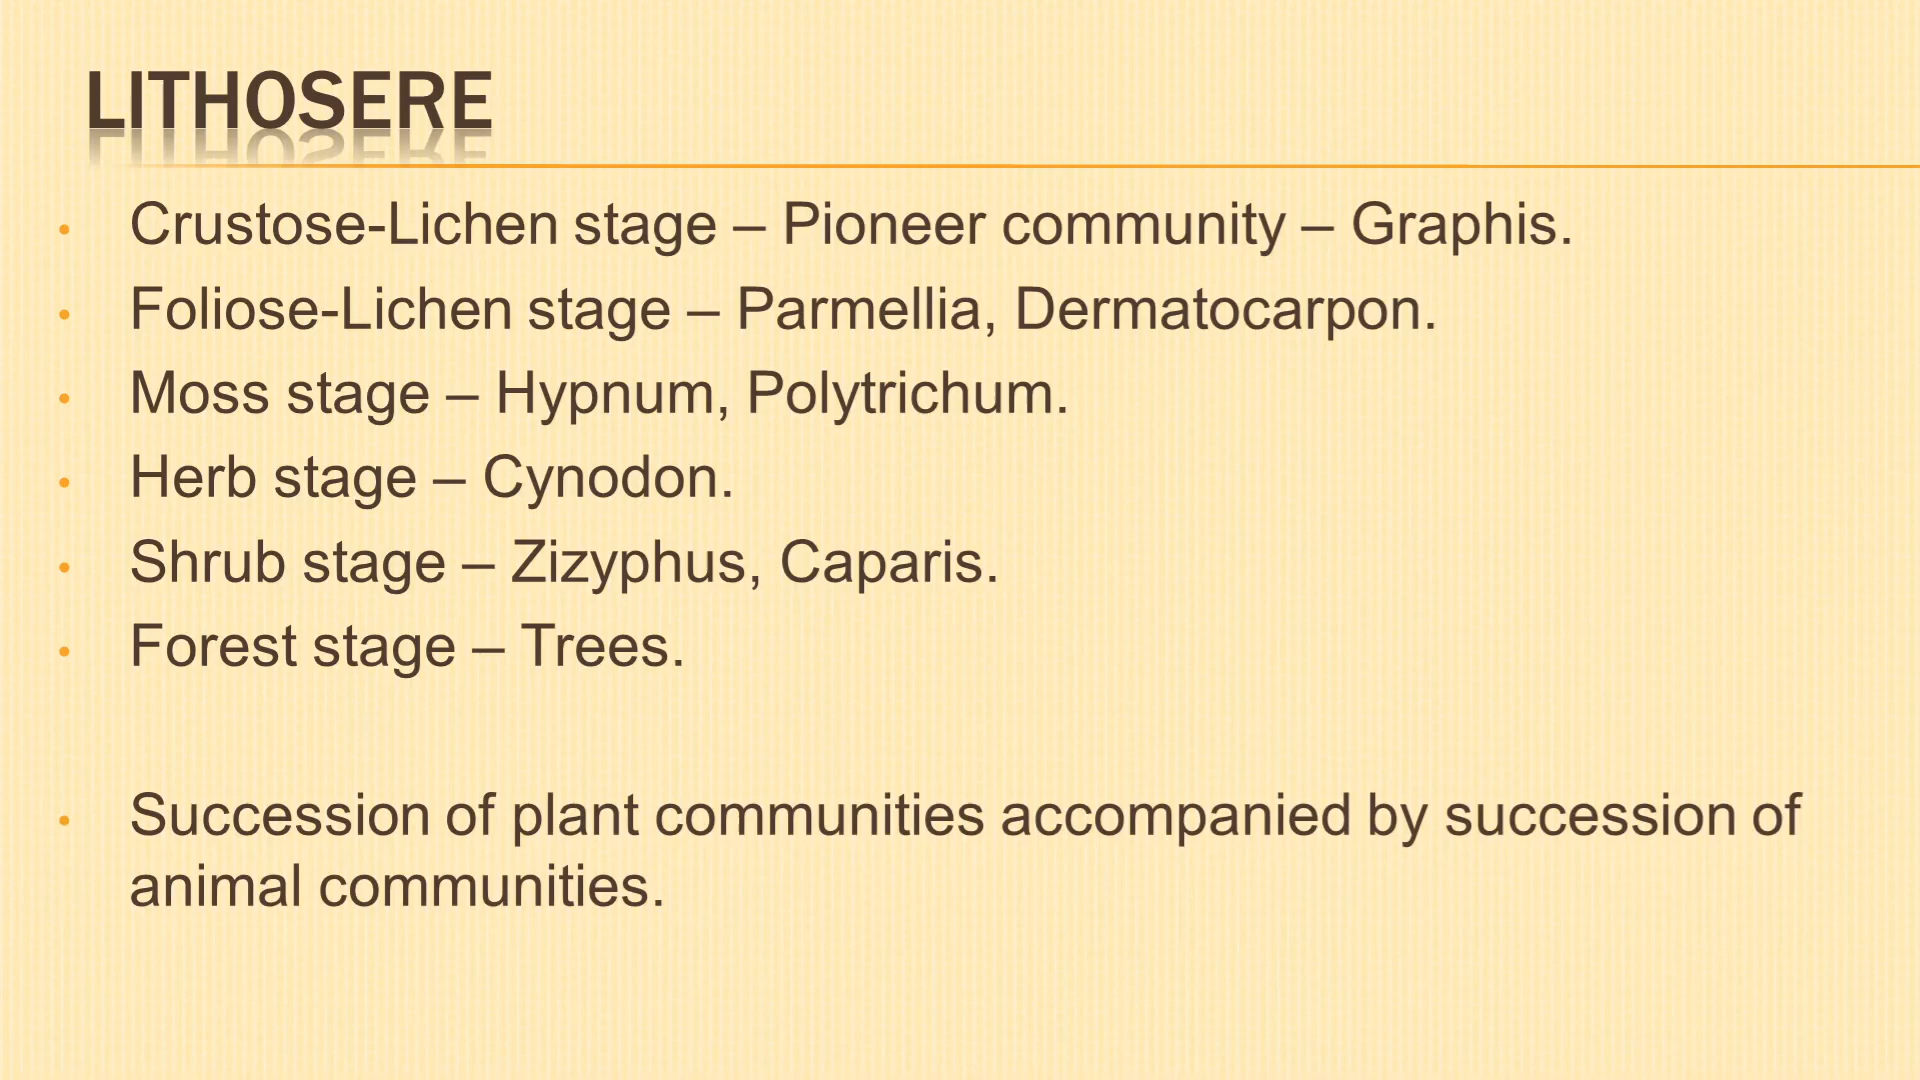 LITHOSERE
• Crustose-Lichen stage – Pioneer community – Graphis.
• Foliose-Lichen stage – Parmellia, Dermatocarpon.
• Moss stage – Hypnum, Polytrichum.
• Herb stage – Cynodon.
• Shrub stage – Zizyphus, Caparis.
• Forest stage – Trees.
• Succession of plant communities accompanied by succession of
animal communities.